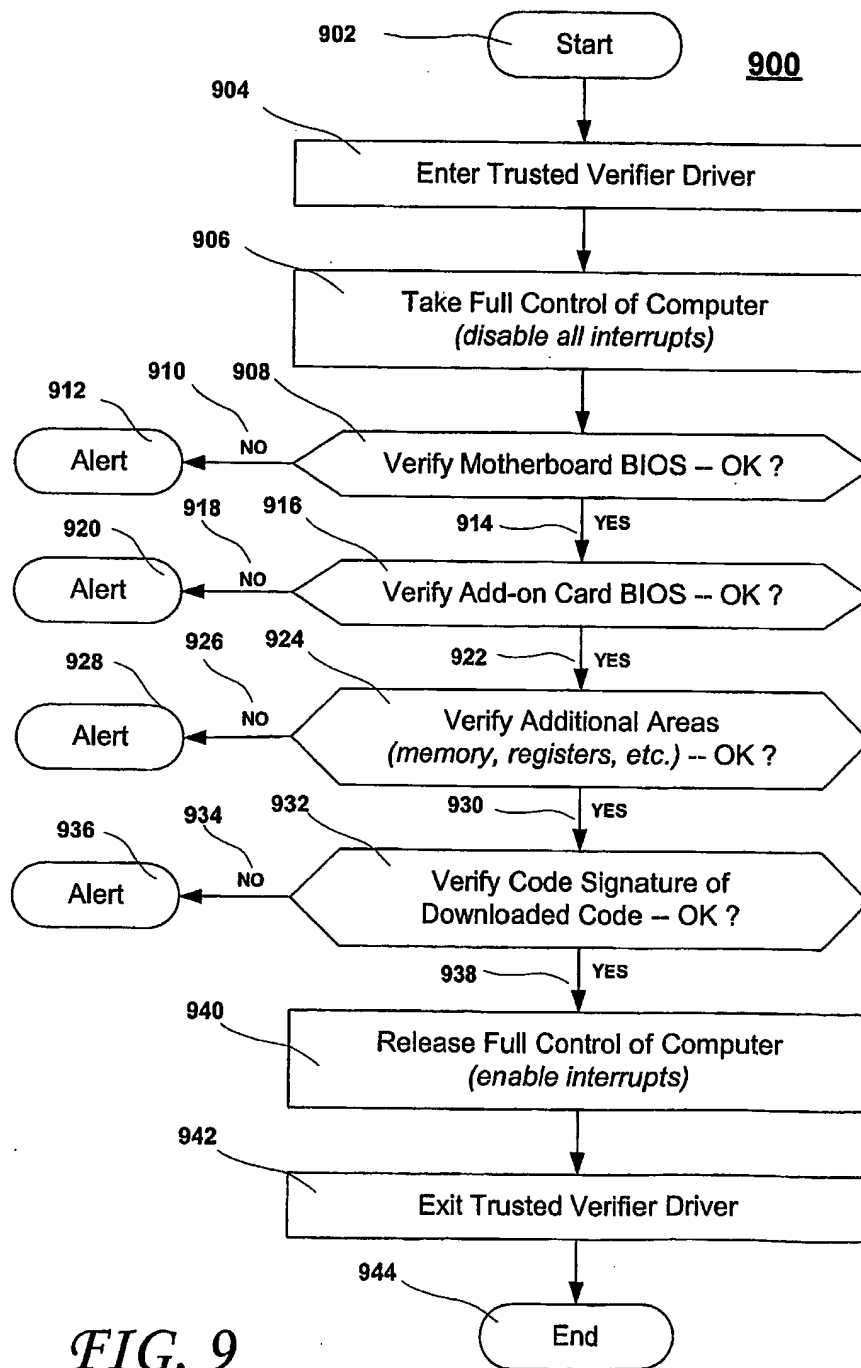 902
Start
900
904
Enter Trusted Verifier Driver
906
Take Full Control of Computer
(disable all interrupts)
910
908
912
Alert
NO
Verify Motherboard BIOS -- OK ?
914
YES
916
918
920
Alert
NO
Verify Add-on Card BIOS -- OK ?
922
YES
924
926
928
Alert
NO
Verify Additional Areas
(memory, registers, etc.) -- OK ?
930
YES
932
934
936
Alert
NO
Verify Code Signature of
Downloaded Code -- OK ?
938
YES
940
Release Full Control of Computer
(enable interrupts)
942
Exit Trusted Verifier Driver
944
End
FIG. 9